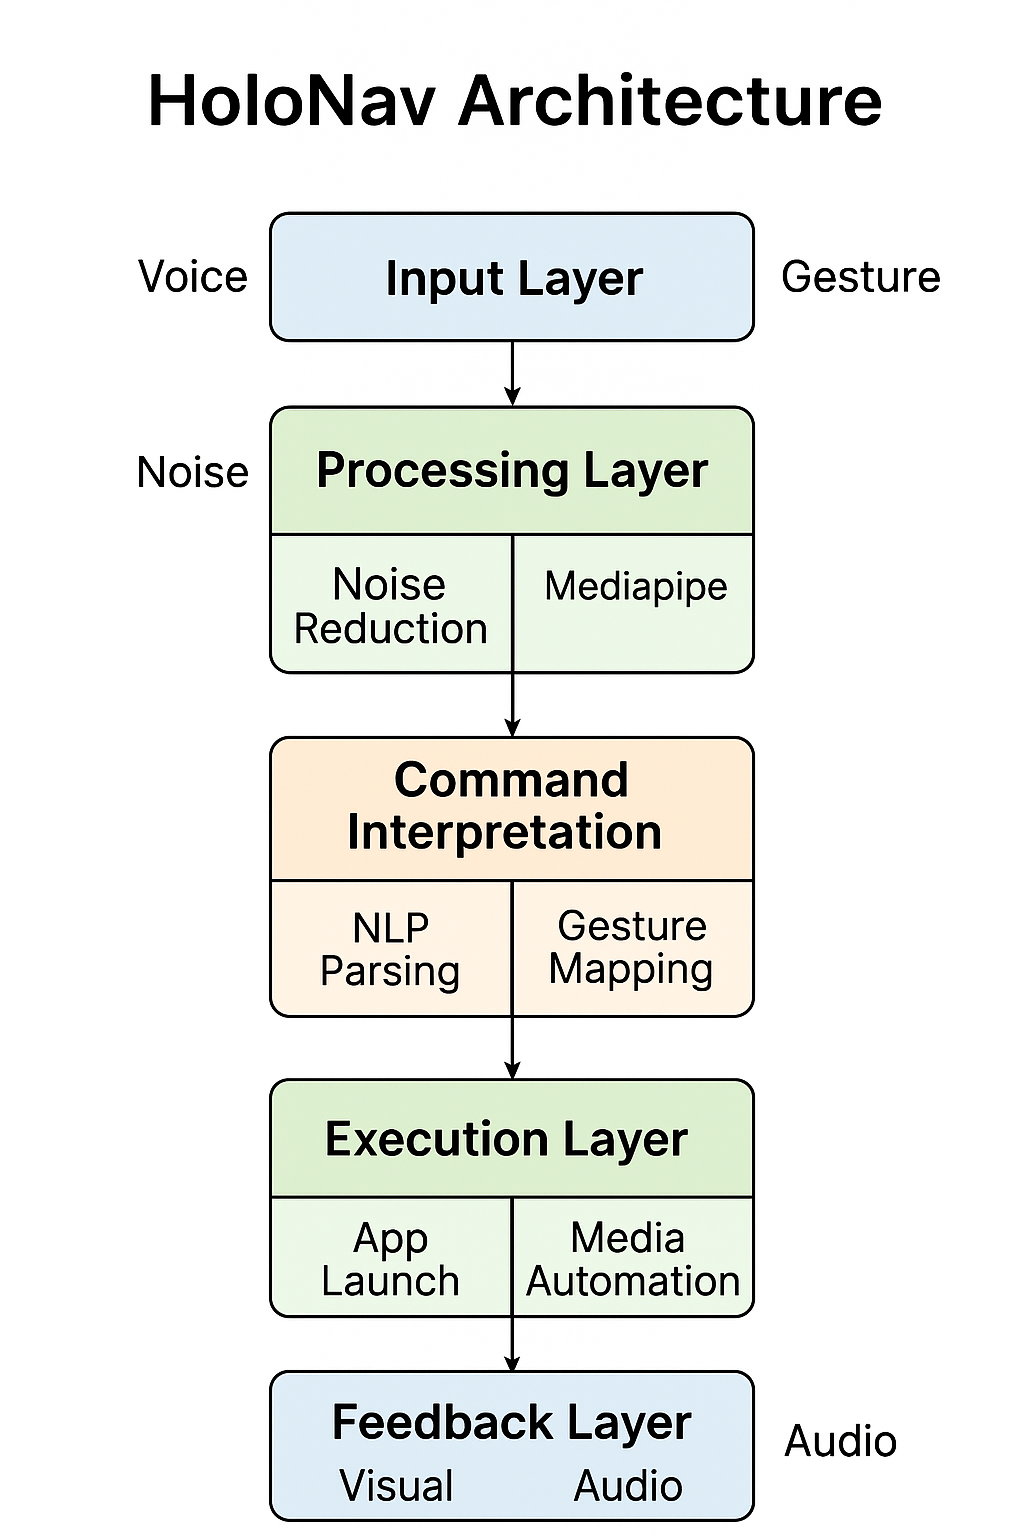 HoloNav Architecture
Voice
Input Layer
Gesture
Noise
Processing Layer
Noise
Reduction
Mediapipe
Command
Interpretation
NLP
Parsing
Gesture
Mapping
Execution Layer
App
Launch
Media
Automation
Feedback Layer
Visual
Audio
Audio